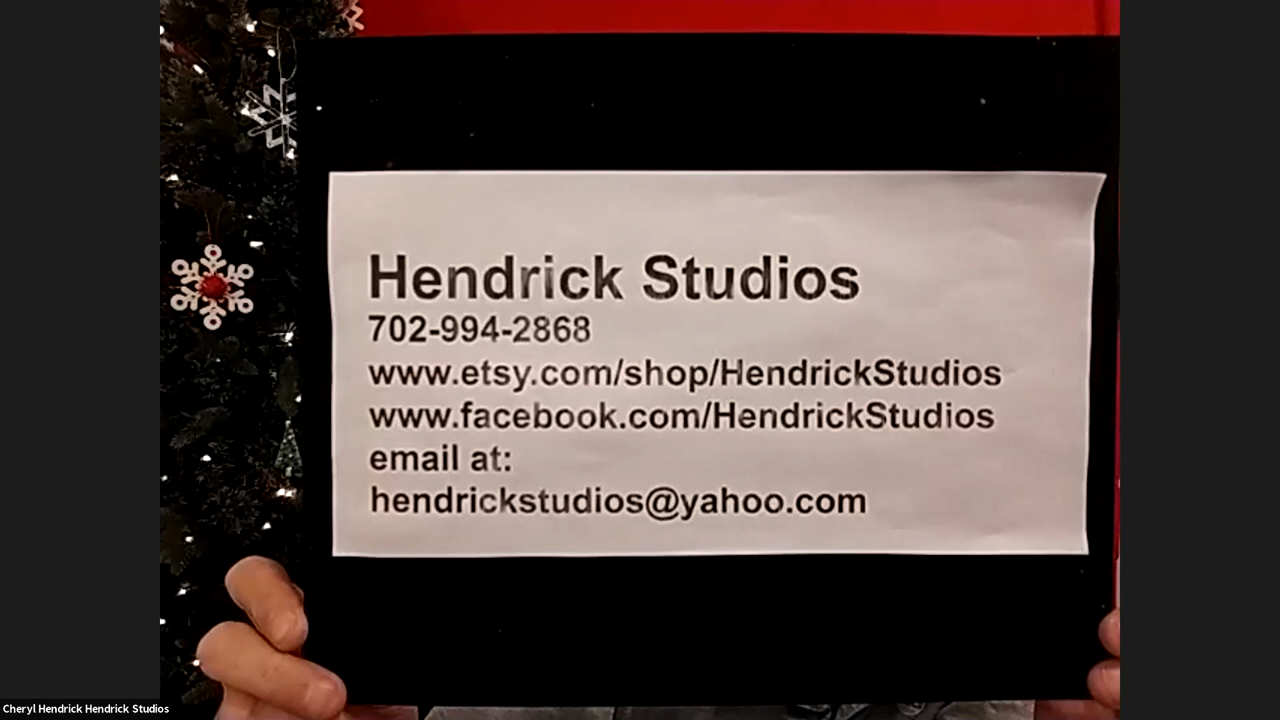 Hendrick Studios
702-994-2868
www.etsy.com/shop/HendrickStudios
www.facebook.com/HendrickStudios
email at:
hendrickstudios@yahoo.com
Cheryl Hendrick Hendrick Studios